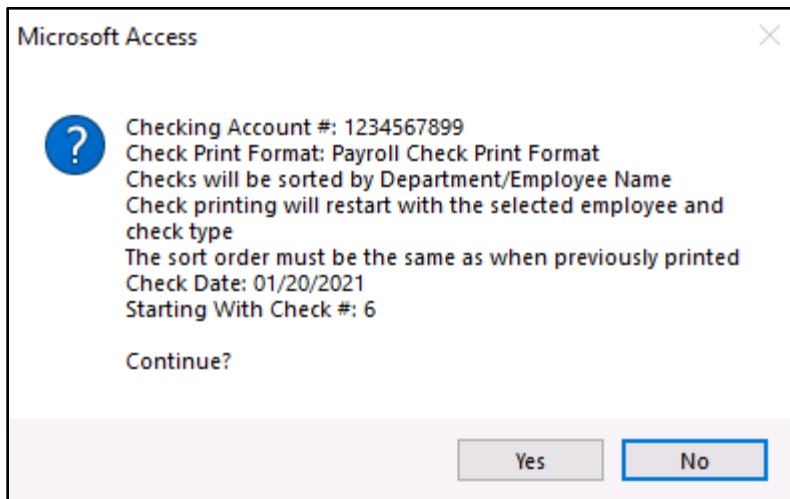 Microsoft Access
Checking Account #: 1234567899
Check Print Format: Payroll Check Print Format
Checks will be sorted by Department/Employee Name
Check printing will restart with the selected employee and
check type
The sort order must be the same as when previously printed
Check Date: 01/20/2021
Starting With Check #: 6
Continue?
Yes
No